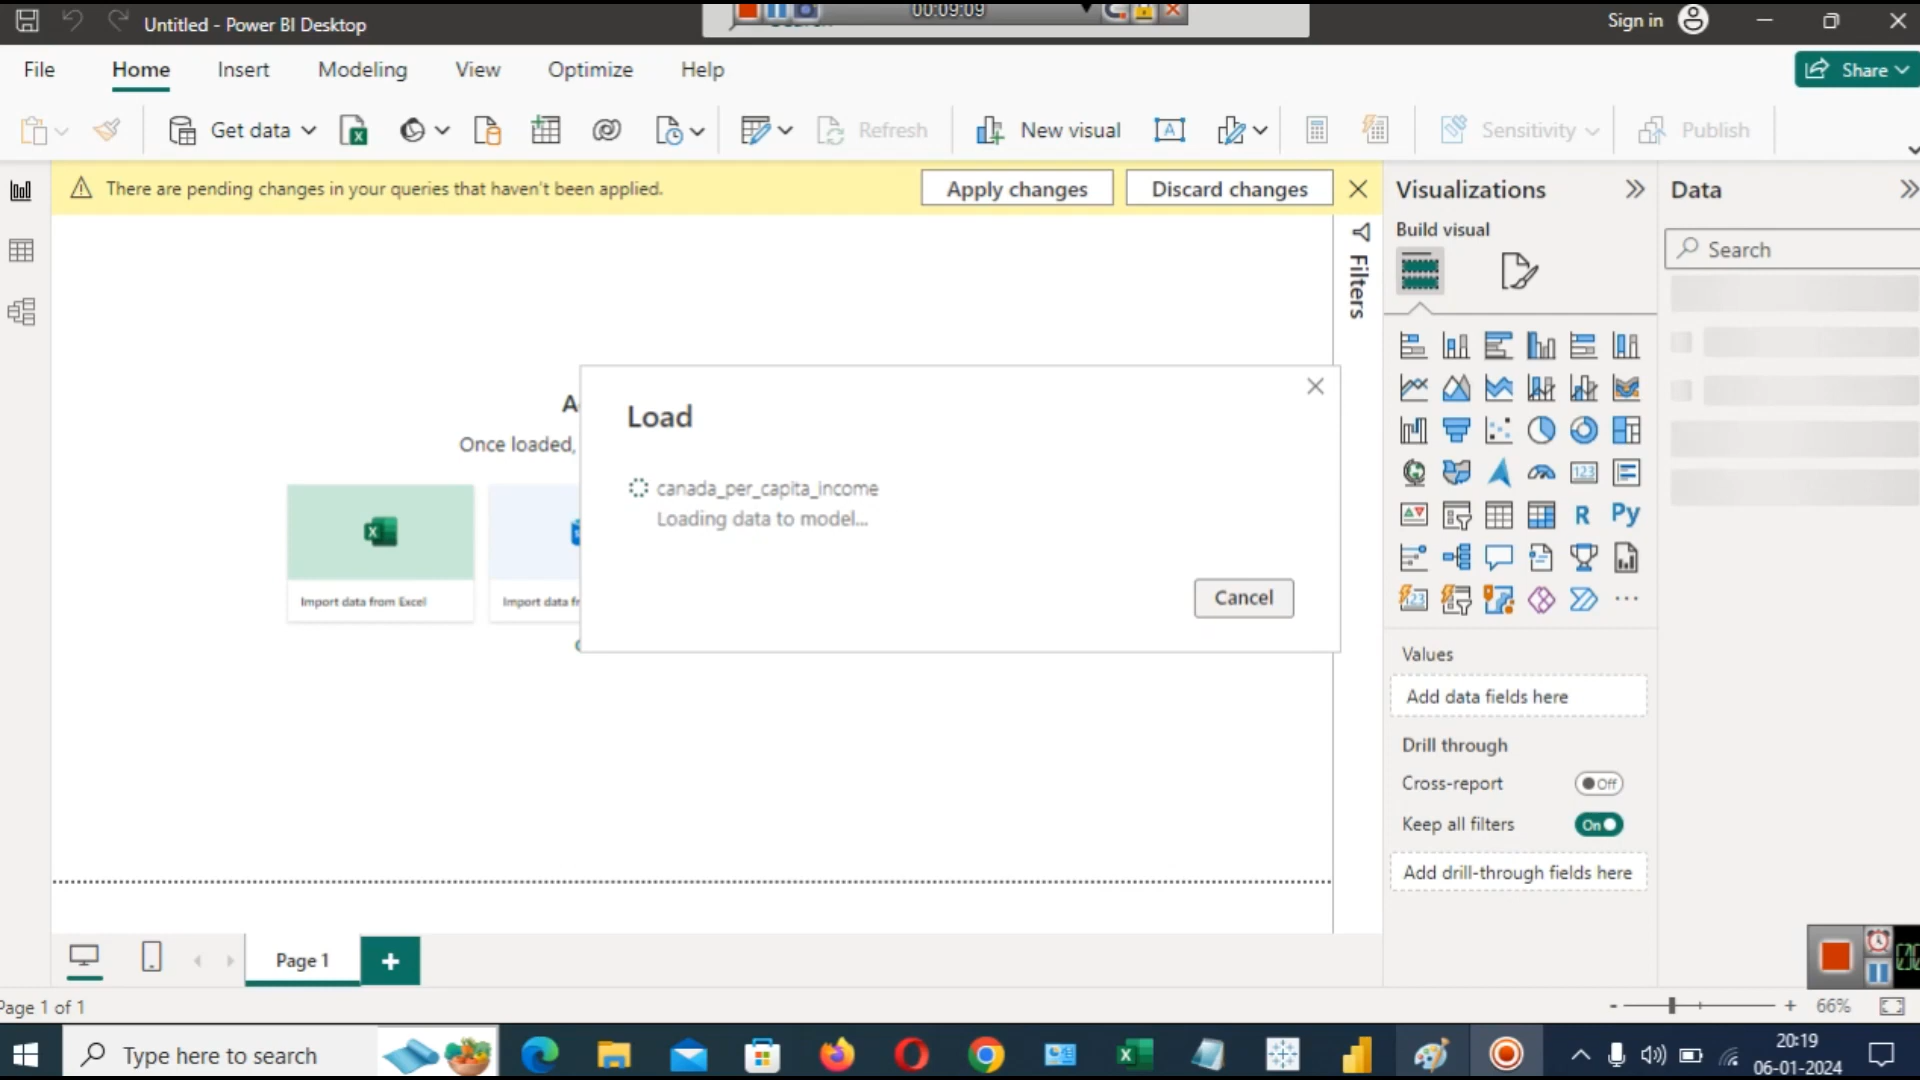 Untitled - Power BI Desktop
00:09:09
Sign in
File
Home
Insert
Modeling
View
Optimize
Help
Share
Get data
Refresh
New visual
Sensitivity
Publish
There are pending changes in your queries that haven't been applied.
Apply changes
Discard changes
Filters
Visualizations
Build visual
Data
Search
Once loaded,
Import data from Excel
Import data
Load
canada_per_capita_income
Loading data to model...
Cancel
R
Py
123
123
Values
Add data fields here
Drill through
Cross-report
Off
Keep all filters
On
Add drill-through fields here
Page 1
Page 1 of 1
66%
Type here to search
20:19
06-01-2024